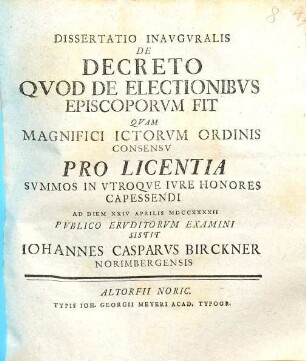 8
DISSERTATIO INAVGVRALIS
DE
DECRETO
QVOD DE ELECTIONIBVS
EPISCOPORVM FIT
QVAM
MAGNIFICI ICTORVM ORDINIS
CONSENSV
PRO LICENTIA
SVMMOS IN VTROQVE IVRE HONORES
CAPESSENDI
AD DIEM XXIV APRILIS MDCCXXXXII
PVBLICO ERVDITORVM EXAMINI
SISTIT
IOHANNES CASPARVS BIRCKNER
NORIMBERGENSIS
ALTORFII NORIC.
TYPIS IOH. GEORGII MEYERI ACAD. TYPOGR.